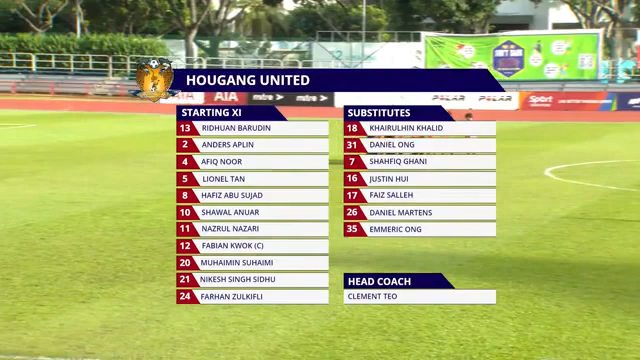 HOUGANG UNITED
STARTING XI
13 RIDHUAN BARUDIN
2 ANDERS APLIN
4 AFIQ NOOR
5 LIONEL TAN
8 HAFIZ ABU SUJAD
10 SHAWAL ANUAR
11 NAZRUL NAZARI
12 FABIAN KWOK (C)
20 MUHAIMIN SUHAIMI
21 NIKESH SINGH SIDHU
24 FARHAN ZULKIFLI
SUBSTITUTES
18 KHAIRULHIN KHALID
31 DANIEL ONG
7 SHAHFIQ GHANI
16 JUSTIN HUI
17 FAIZ SALLEH
26 DANIEL MARTENS
35 EMMERIC ONG
HEAD COACH
CLEMENT TEO
AIA
mitre
mitre
POLAR
POLAR
Sport